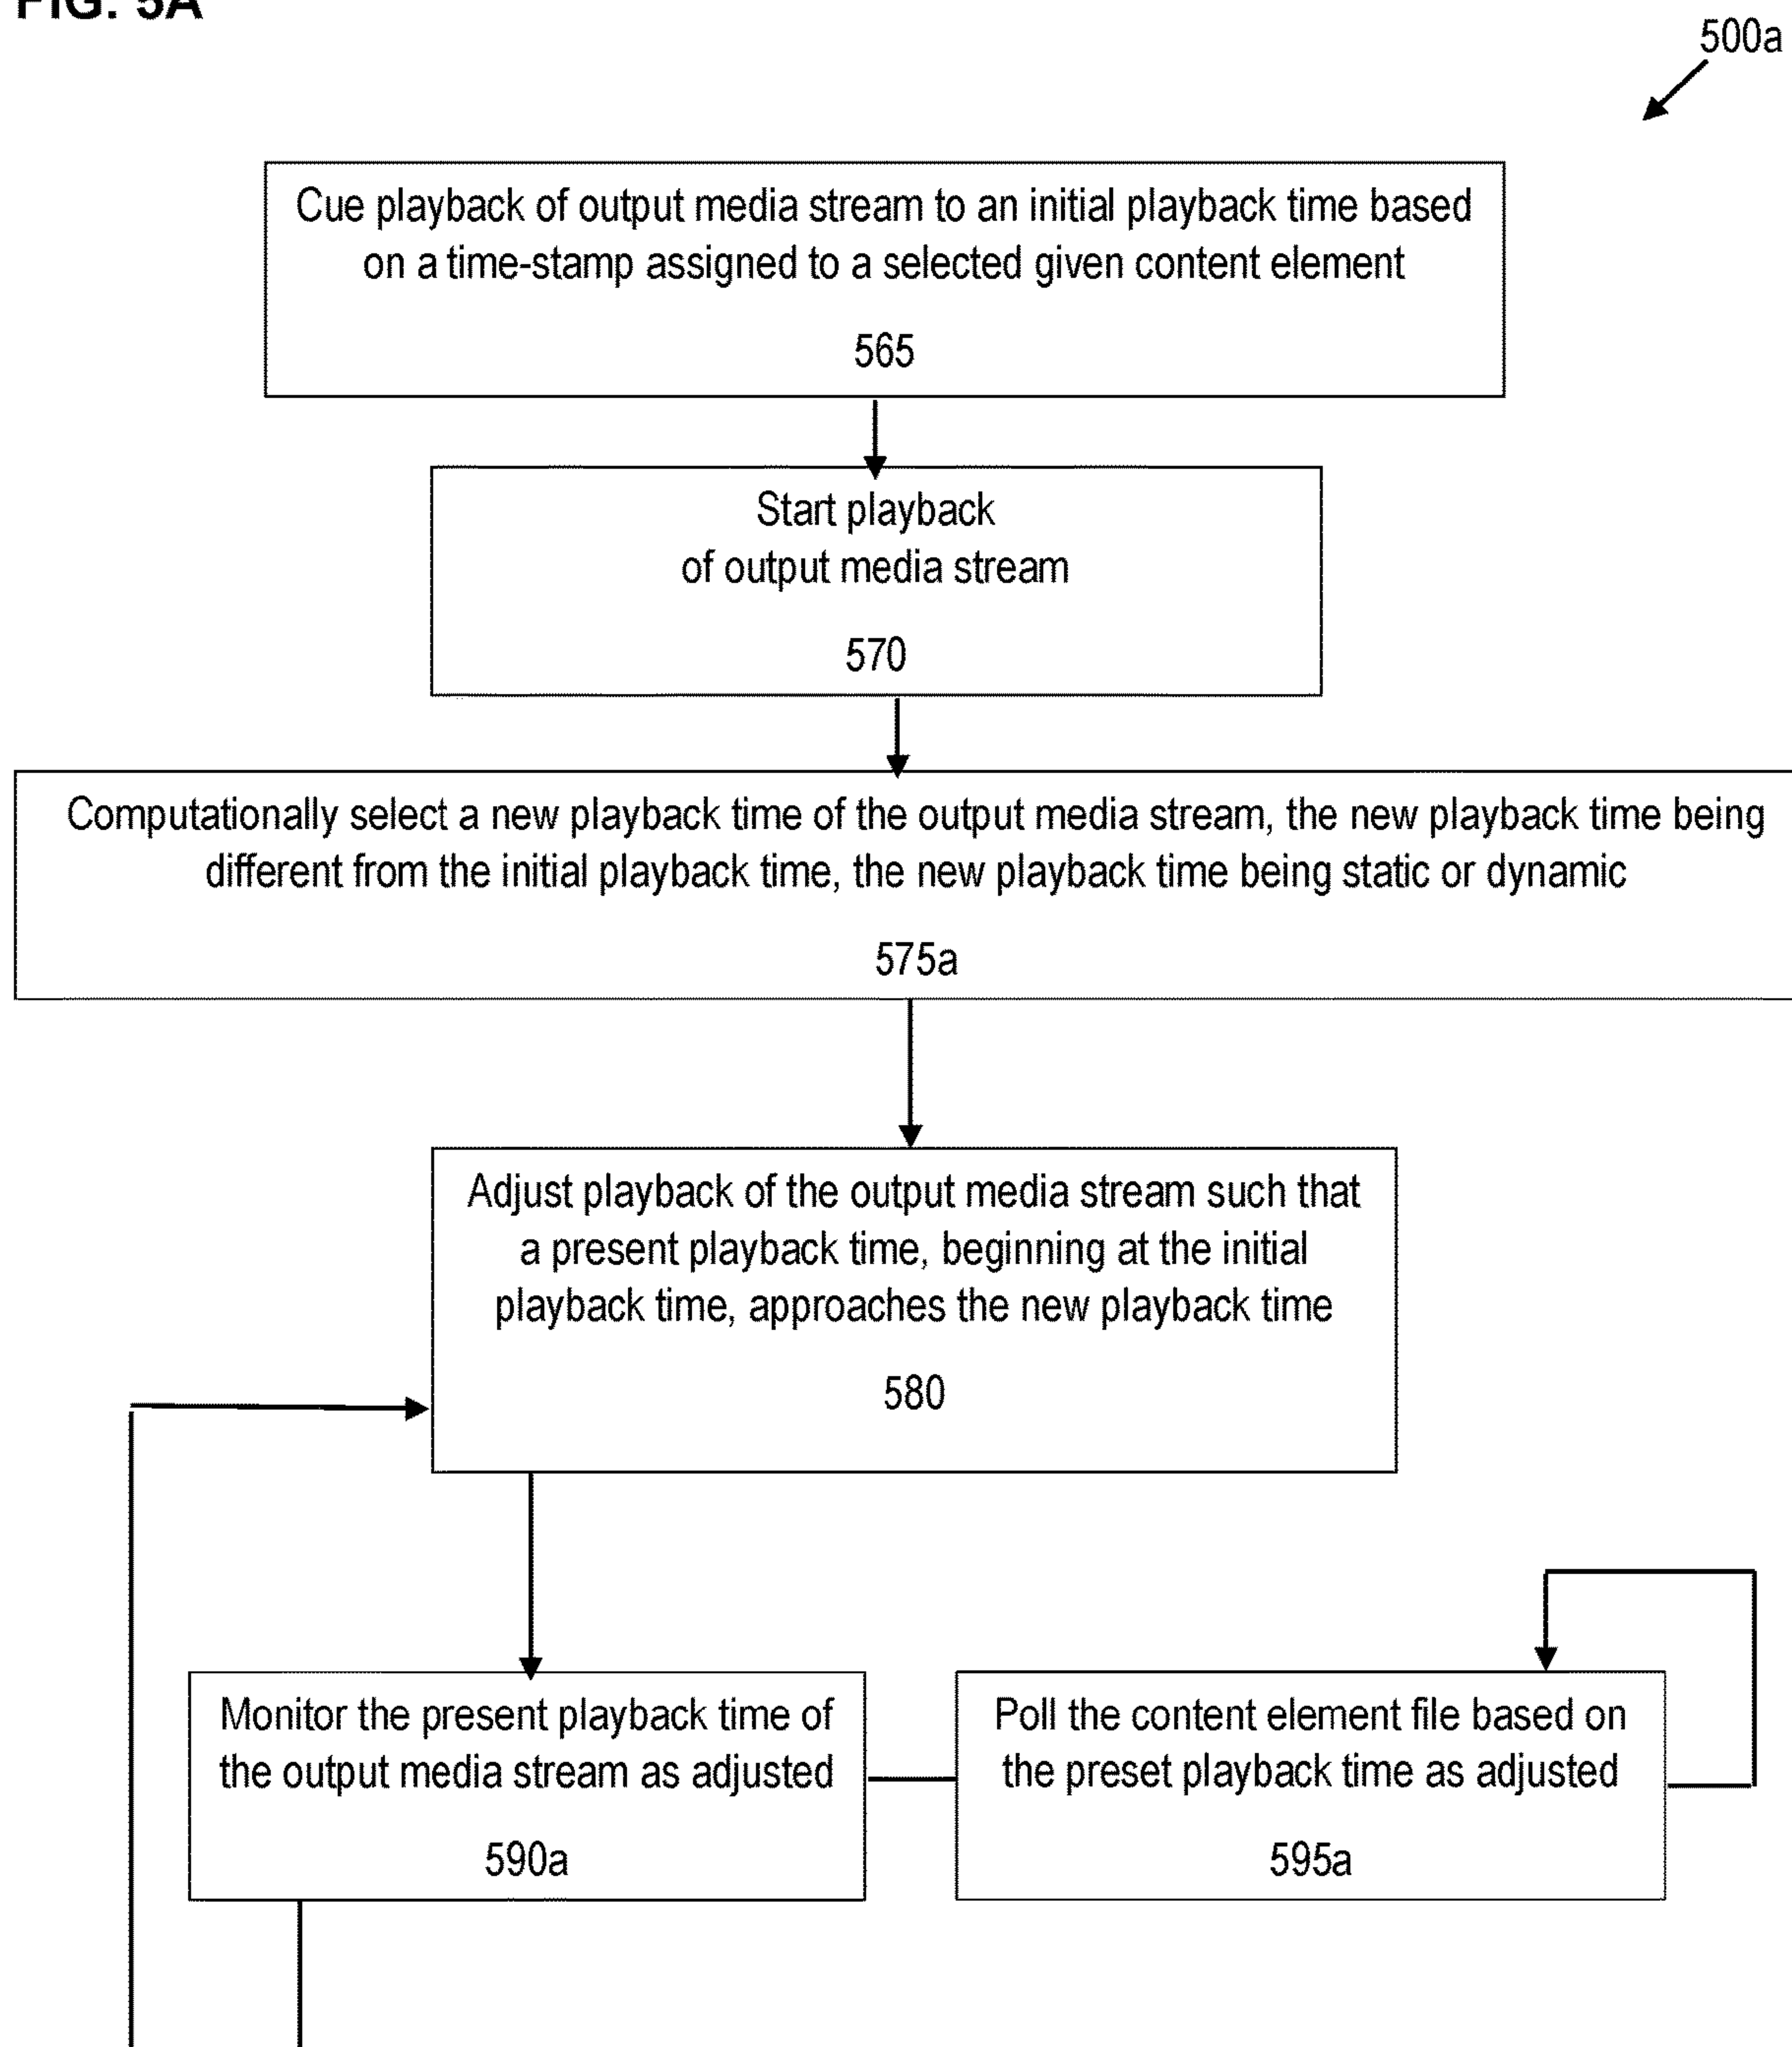 FIG. 5A
500a
Cue playback of output media stream to an initial playback time based
on a time-stamp assigned to a selected given content element
565
Start playback
of output media stream
570
Computationally select a new playback time of the output media stream, the new playback time being
different from the initial playback time, the new playback time being static or dynamic
575a
Adjust playback of the output media stream such that
a present playback time, beginning at the initial
playback time, approaches the new playback time
580
Monitor the present playback time of
the output media stream as adjusted
590a
Poll the content element file based on
the preset playback time as adjusted
595a